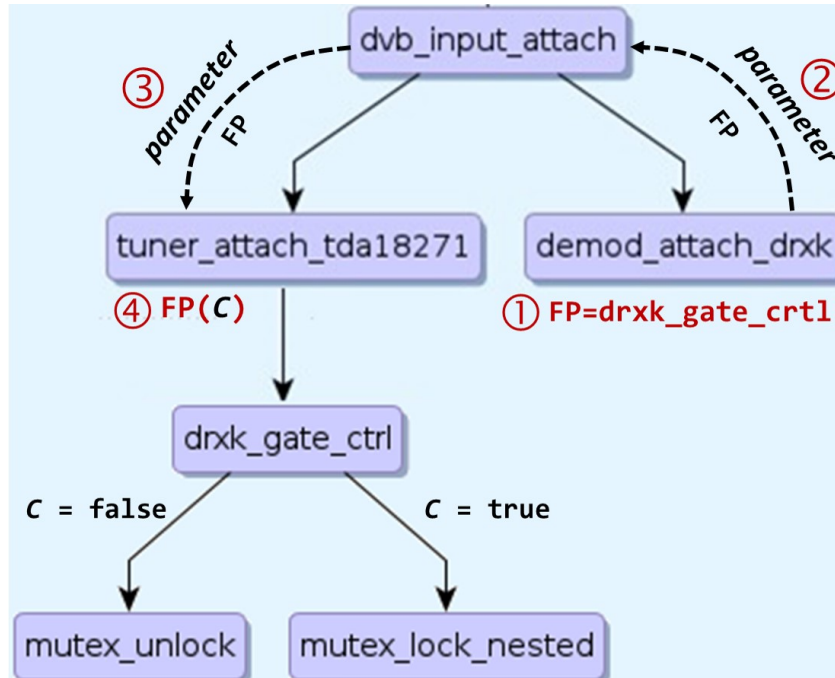 dvb_input_attach
③
parameter
FP
②
parameter
FP
tuner_attach_tda18271
demod_attach_drxk
④ FP(C)
① FP=drxk_gate_crtl
drxk_gate_ctrl
C = false
C = true
mutex_unlock
mutex_lock_nested